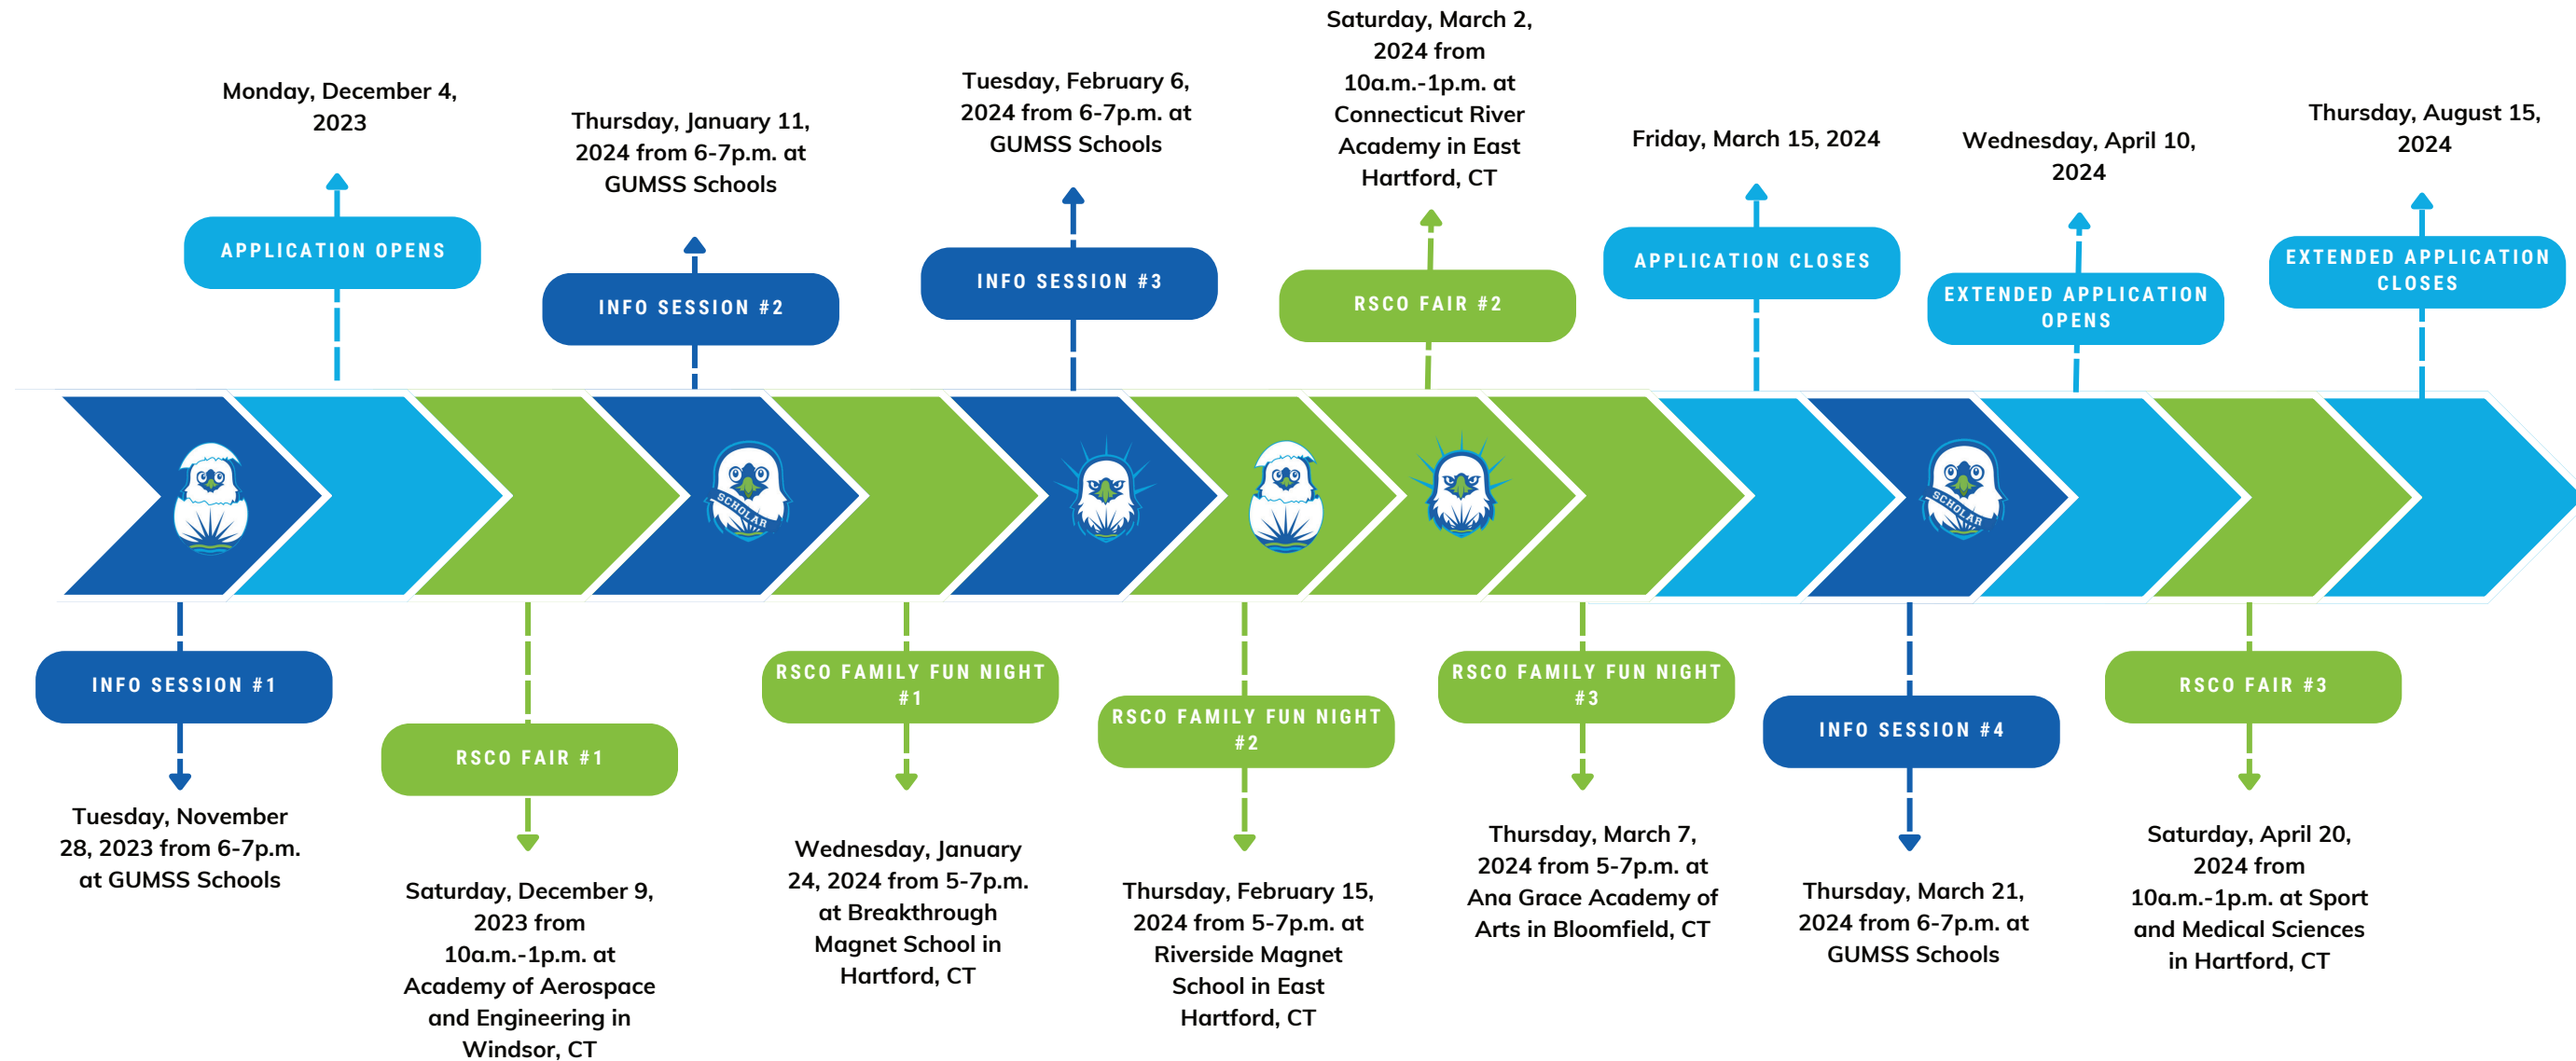 Monday, December 4,
2023
APPLICATION OPENS
Thursday, January 11,
2024 from 6-7p.m. at
GUMSS Schools
INFO SESSION #2
Tuesday, February 6,
2024 from 6-7p.m. at
GUMSS Schools
INFO SESSION #3
Saturday, March 2,
2024 from
10a.m.-1p.m. at
Connecticut River
Academy in East
Hartford, CT
RSCO FAIR #2
Friday, March 15, 2024
APPLICATION CLOSES
Wednesday, April 10,
2024
EXTENDED APPLICATION
OPENS
Thursday, August 15,
2024
EXTENDED APPLICATION
CLOSES
SCHOLAR
SCHOLAR
INFO SESSION #1
Tuesday, November
28, 2023 from 6-7p.m.
at GUMSS Schools
RSCO FAIR #1
Saturday, December 9,
2023 from
10a.m.-1p.m. at
Academy of Aerospace
and Engineering in
Windsor, CT
RSCO FAMILY FUN NIGHT
#1
Wednesday, January
24, 2024 from 5-7p.m.
at Breakthrough
Magnet School in
Hartford, CT
RSCO FAMILY FUN NIGHT
#2
Thursday, February 15,
2024 from 5-7p.m. at
Riverside Magnet
School in East
Hartford, CT
RSCO FAMILY FUN NIGHT
#3
Thursday, March 7,
2024 from 5-7p.m. at
Ana Grace Academy of
Arts in Bloomfield, CT
INFO SESSION #4
Thursday, March 21,
2024 from 6-7p.m. at
GUMSS Schools
RSCO FAIR #3
Saturday, April 20,
2024 from
10a.m.-1p.m. at Sport
and Medical Sciences
in Hartford, CT